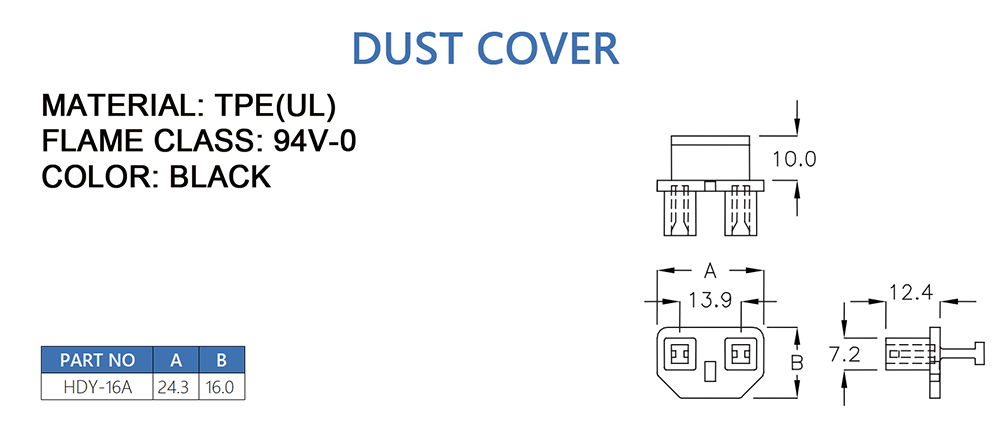 DUST COVER
MATERIAL: TPE(UL)
FLAME CLASS: 94V-0
COLOR: BLACK
10.0
A
13.9
12.4
7.2
B
PART NO A B
HDY-16A 24.3 16.0